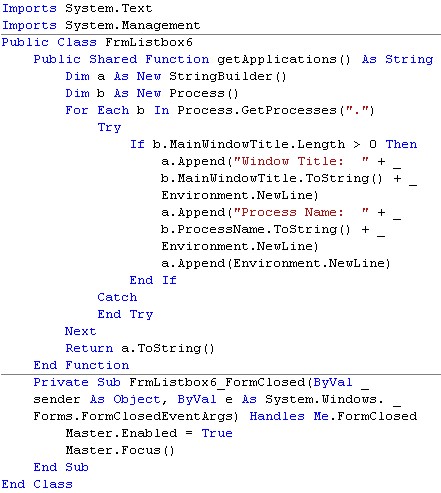 Imports System.Text
Imports System.Management
Public Class FrmListbox6
    Public Shared Function getApplications() As String
        Dim a As New StringBuilder()
        Dim b As New Process()
        For Each b In Process.GetProcesses(".")
            Try
                If b.MainWindowTitle.Length > 0 Then
                    a.Append("Window Title:  " + _
                    b.MainWindowTitle.ToString() + _
                    Environment.NewLine)
                    a.Append("Process Name:  " + _
                    b.ProcessName.ToString() + _
                    Environment.NewLine)
                    a.Append(Environment.NewLine)
                End If
            Catch
            End Try
        Next
        Return a.ToString()
    End Function
    Private Sub FrmListbox6_FormClosed(ByVal _
    sender As Object, ByVal e As System.Windows. _
    Forms.FormClosedEventArgs) Handles Me.FormClosed
        Master.Enabled = True
        Master.Focus()
    End Sub
End Class